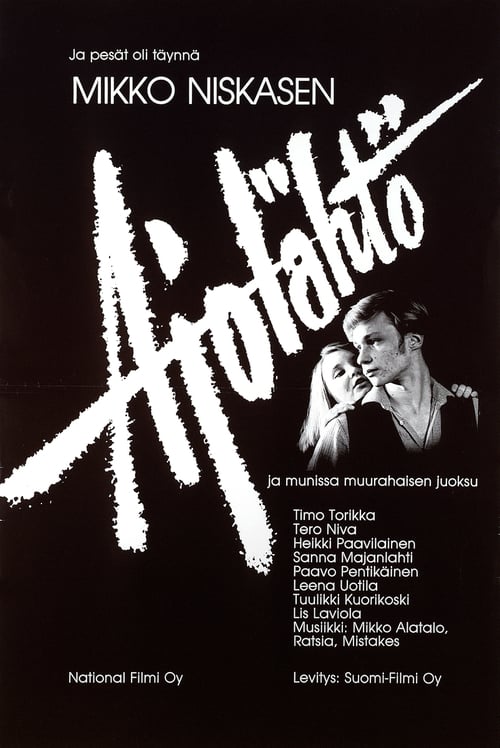 Ja pesät oli täynnä
MIKKO NISKASEN
Ajolähtö
ja munissa muurahaisen juoksu
Timo Torikka
Tero Niva
Heikki Paavilainen
Sanna Majanlahti
Paavo Pentikäinen
Leena Uotila
Tuulikki Kuorikoski
Lis Laviola
Musiikki: Mikko Alatalo,
Ratsia, Mistakes
National Filmi Oy
Levitys: Suomi-Filmi Oy